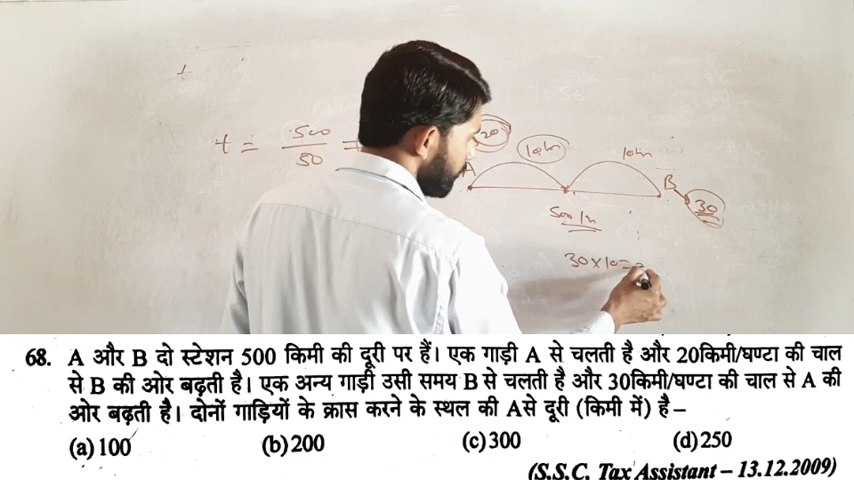 t = 500/50 =
20
10h
10h
A
B
30
500
30×10=
68. A और B दो स्टेशन 500 किमी की दूरी पर हैं। एक गाड़ी A से चलती है और 20किमी/घण्टा की चाल
से B की ओर बढ़ती है। एक अन्य गाड़ी उसी समय B से चलती है और 30किमी/घण्टा की चाल से A की
ओर बढ़ती है। दोनों गाड़ियों के क्रास करने के स्थल की A से दूरी (किमी में) है–
(a) 100 (b) 200 (c) 300 (d) 250
(S.S.C. Tax Assistant – 13.12.2009)